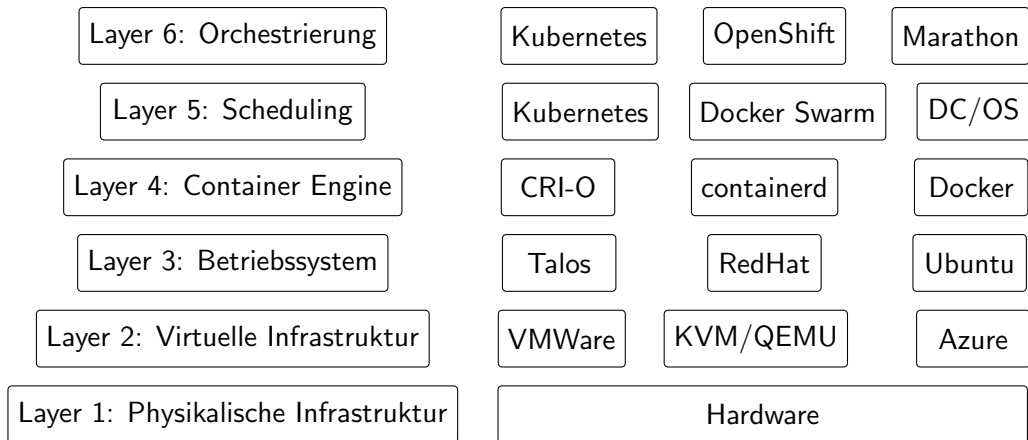 Layer 6: Orchestrierung Kubernetes OpenShift Marathon
Layer 5: Scheduling Kubernetes Docker Swarm DC/OS
Layer 4: Container Engine CRI-O containerd Docker
Layer 3: Betriebssystem Talos RedHat Ubuntu
Layer 2: Virtuelle Infrastruktur VMWare KVM/QEMU Azure
Layer 1: Physikalische Infrastruktur Hardware